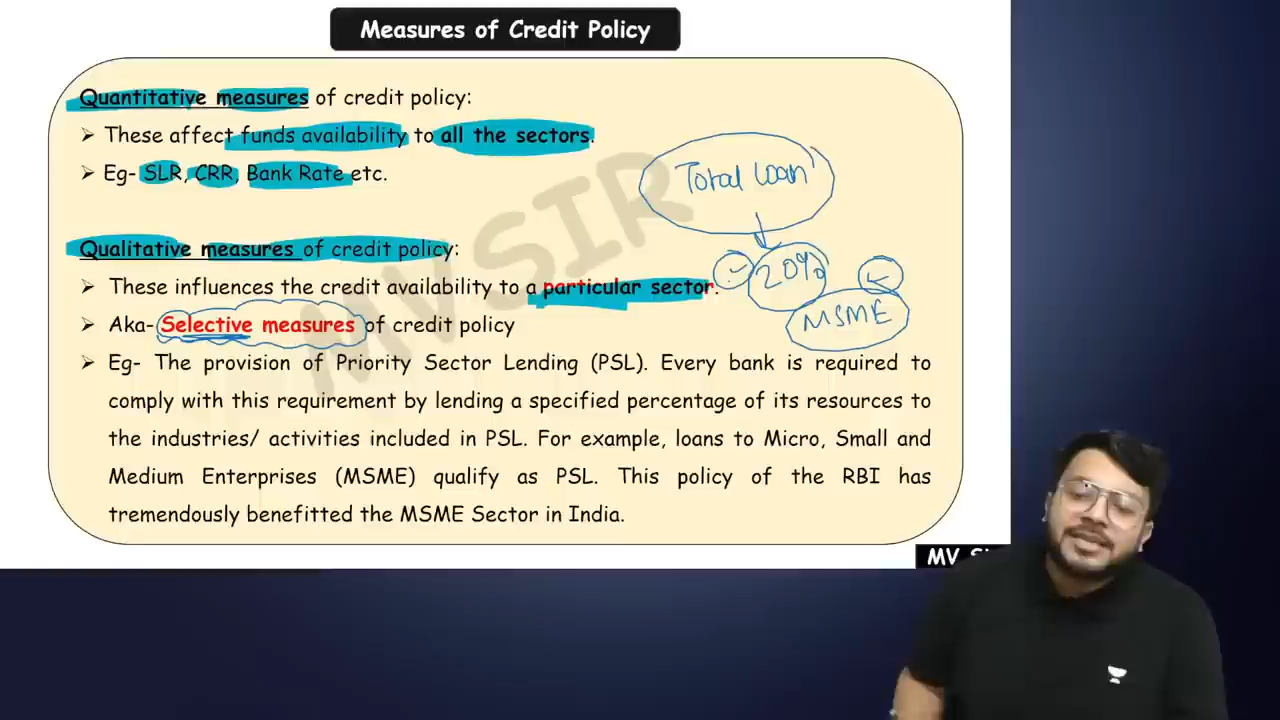 Measures of Credit Policy
Quantitative measures of credit policy:
➤ These affect funds availability to all the sectors.
➤ Eg- SLR, CRR, Bank Rate etc.
Total loan
Qualitative measures of credit policy:
20%
➤ These influences the credit availability to a particular sector.
MSME
➤ Aka- Selective measures of credit policy
➤ Eg- The provision of Priority Sector Lending (PSL). Every bank is required to
comply with this requirement by lending a specified percentage of its resources to
the industries/ activities included in PSL. For example, loans to Micro, Small and
Medium Enterprises (MSME) qualify as PSL. This policy of the RBI has
tremendously benefitted the MSME Sector in India.
MV SIR
MV